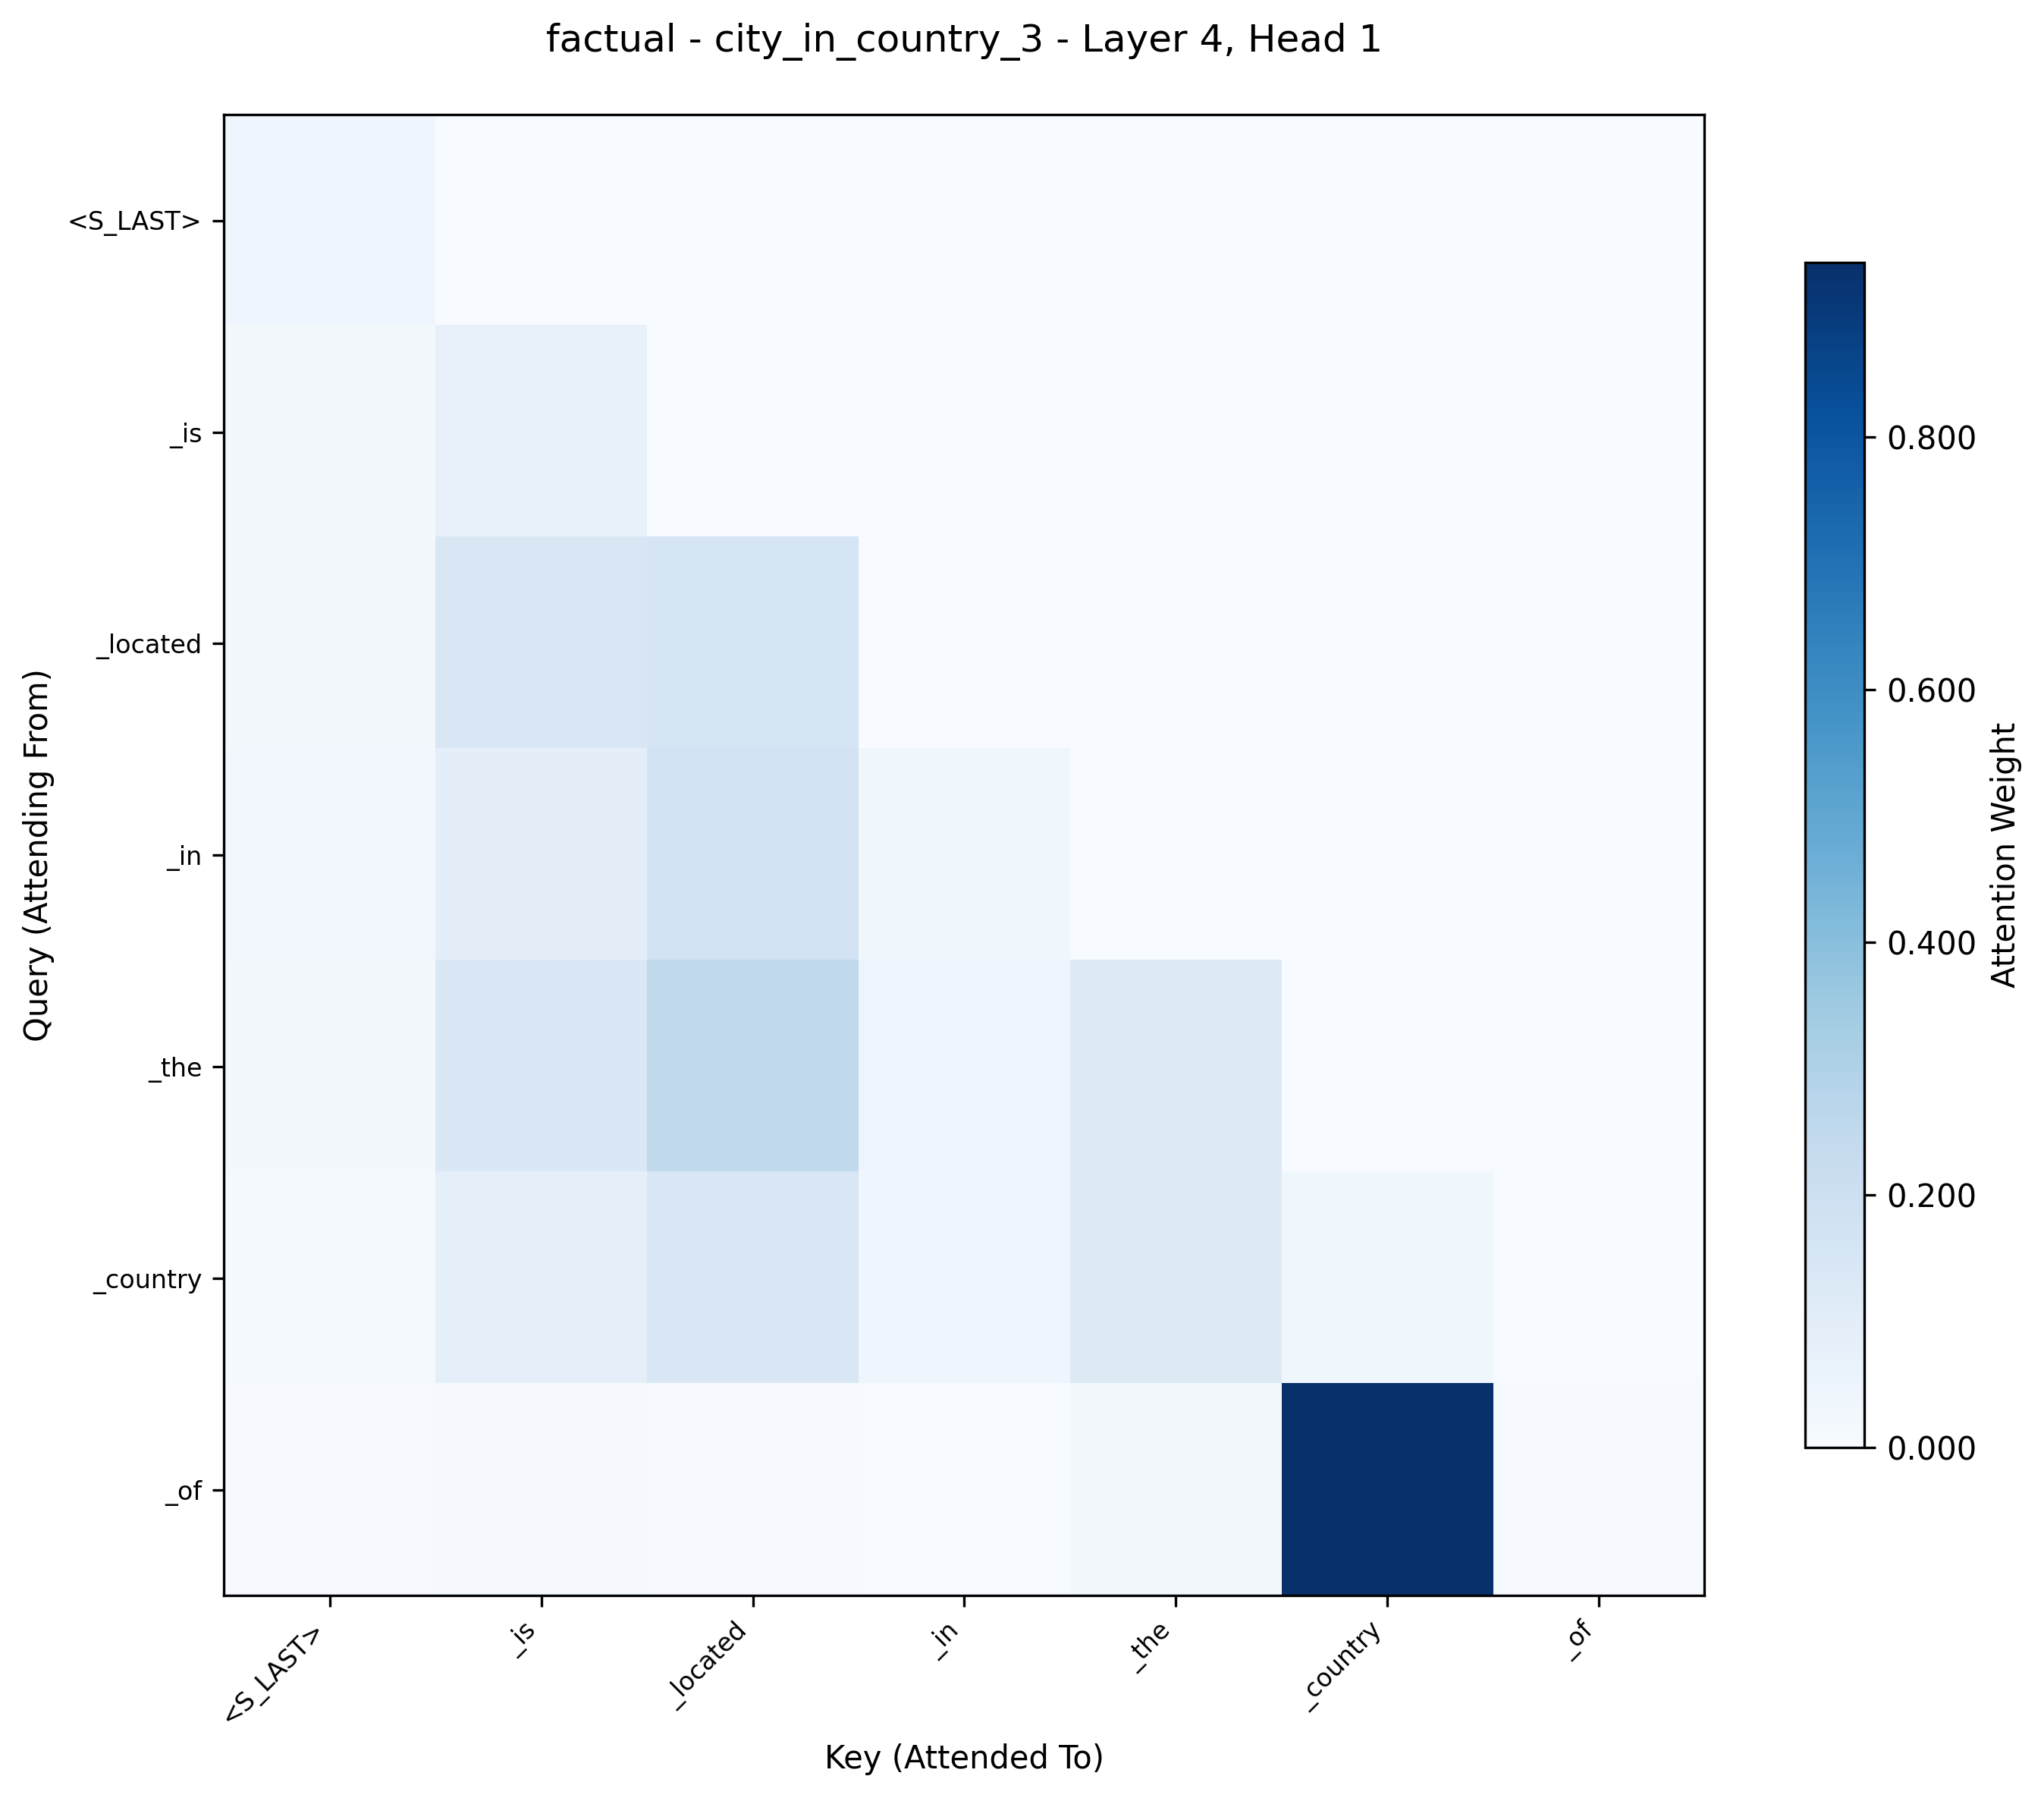 factual - city_in_country_3 - Layer 4, Head 1
Query (Attending From)
<S_LAST>
_is
_located
_in
_the
_country
_of
<S_LAST>
_is
_located
_in
_the
_country
_of
Key (Attended To)
0.800
0.600
0.400
0.200
0.000
Attention Weight